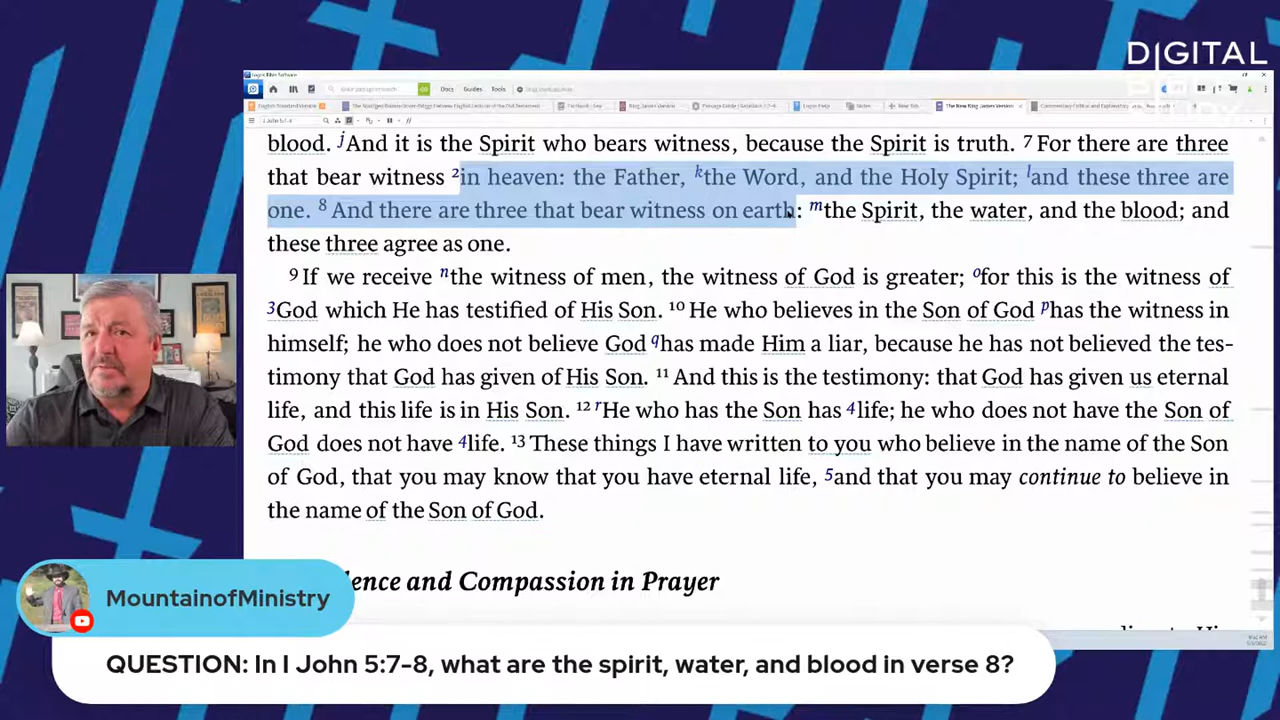 DIGITAL
Logos Bible Software
Docs Guides Tools
blood. jAnd it is the Spirit who bears witness, because the Spirit is truth. 7 For there are three
that bear witness 2in heaven: the Father, kthe Word, and the Holy Spirit; land these three are
one. 8 And there are three that bear witness on earth: mthe Spirit, the water, and the blood; and
these three agree as one.
9 If we receive nthe witness of men, the witness of God is greater; ofor this is the witness of
3God which He has testified of His Son. 10 He who believes in the Son of God phas the witness in
himself; he who does not believe God qhas made Him a liar, because he has not believed the tes-
timony that God has given of His Son. 11 And this is the testimony: that God has given us eternal
life, and this life is in His Son. 12 rHe who has the Son has 4life; he who does not have the Son of
God does not have 4life. 13 These things I have written to you who believe in the name of the Son
of God, that you may know that you have eternal life, 5and that you may continue to believe in
the name of the Son of God.
ence and Compassion in Prayer
MountainofMinistry
QUESTION: In I John 5:7-8, what are the spirit, water, and blood in verse 8?